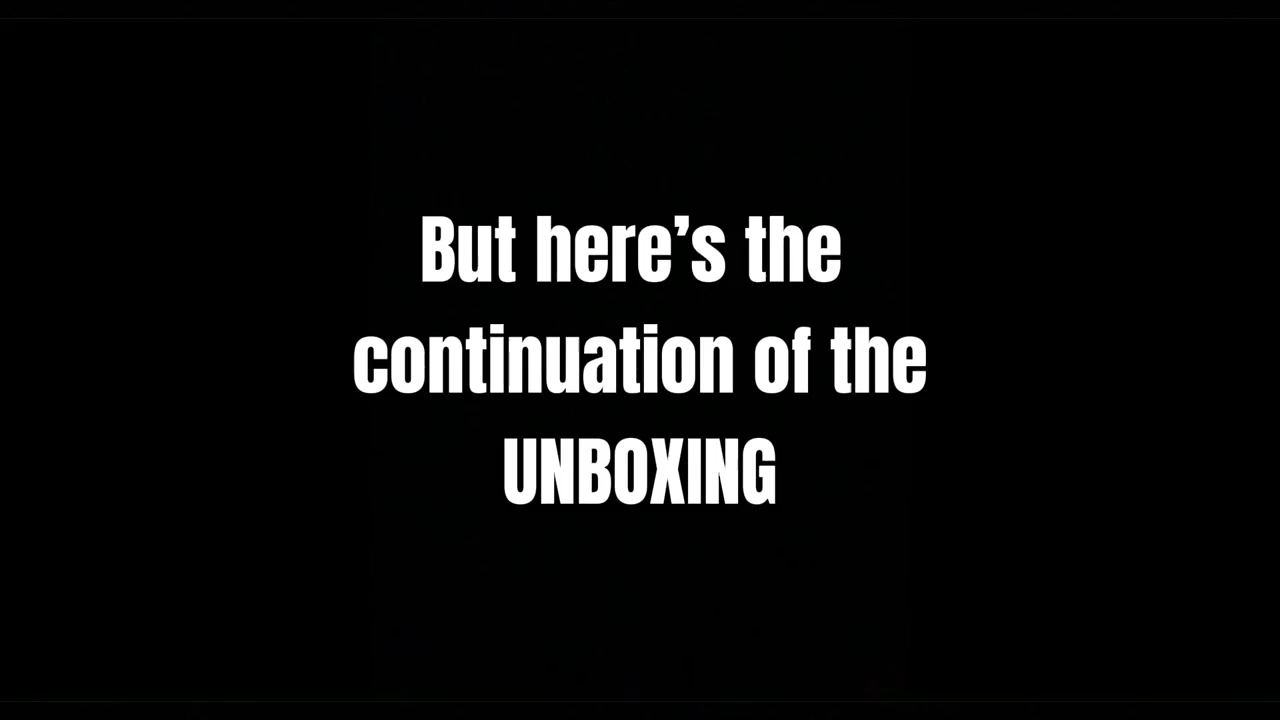 But here’s the
continuation of the
UNBOXING